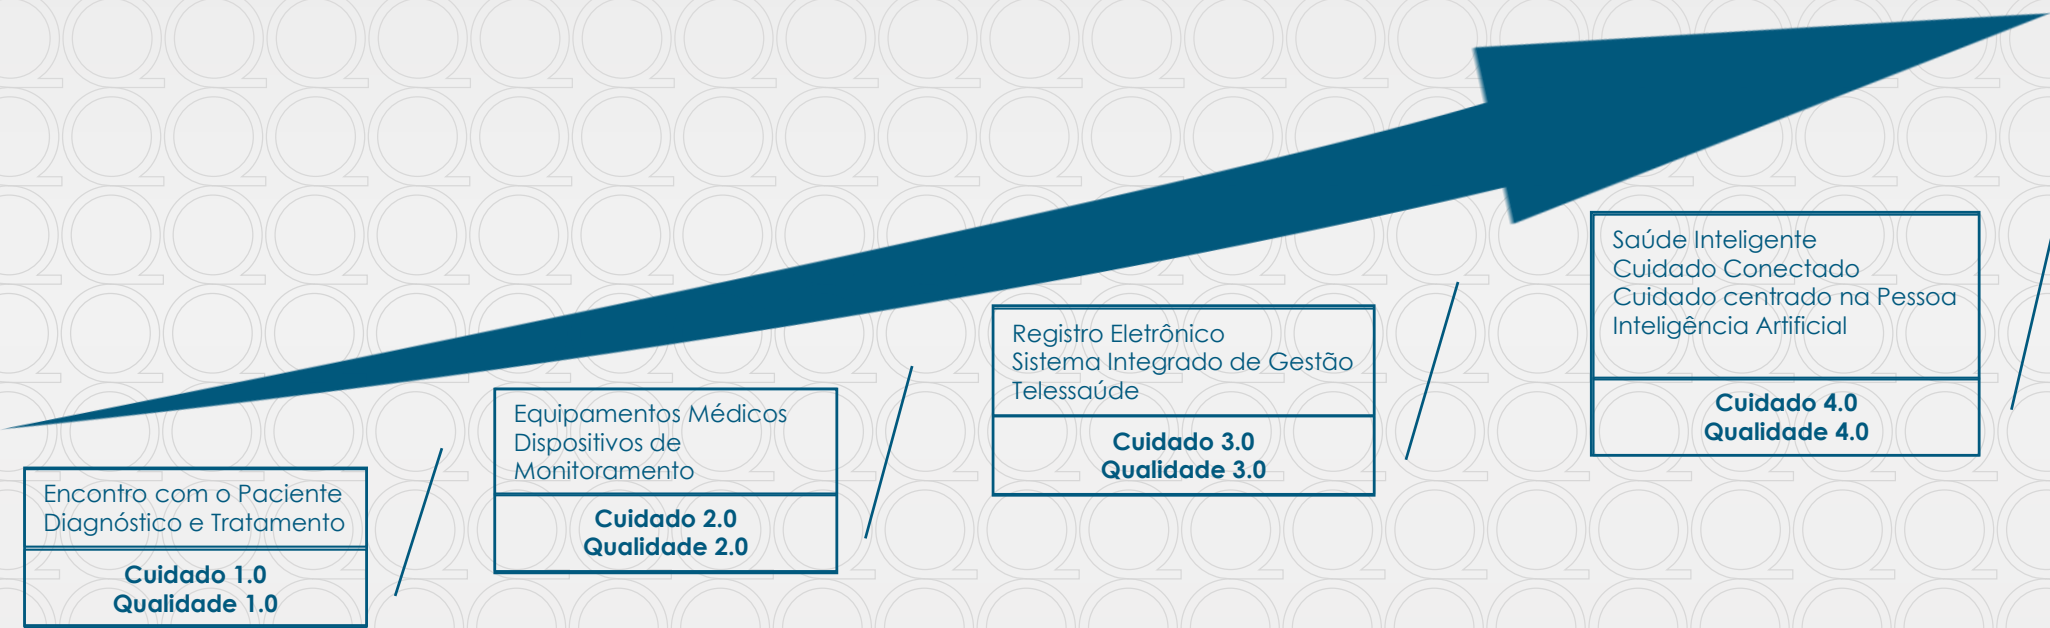 Encontro com o Paciente
Diagnóstico e Tratamento
Cuidado 1.0
Qualidade 1.0
Equipamentos Médicos
Dispositivos de
Monitoramento
Cuidado 2.0
Qualidade 2.0
Registro Eletrônico
Sistema Integrado de Gestão
Telessaúde
Cuidado 3.0
Qualidade 3.0
Saúde Inteligente
Cuidado Conectado
Cuidado centrado na Pessoa
Inteligência Artificial
Cuidado 4.0
Qualidade 4.0